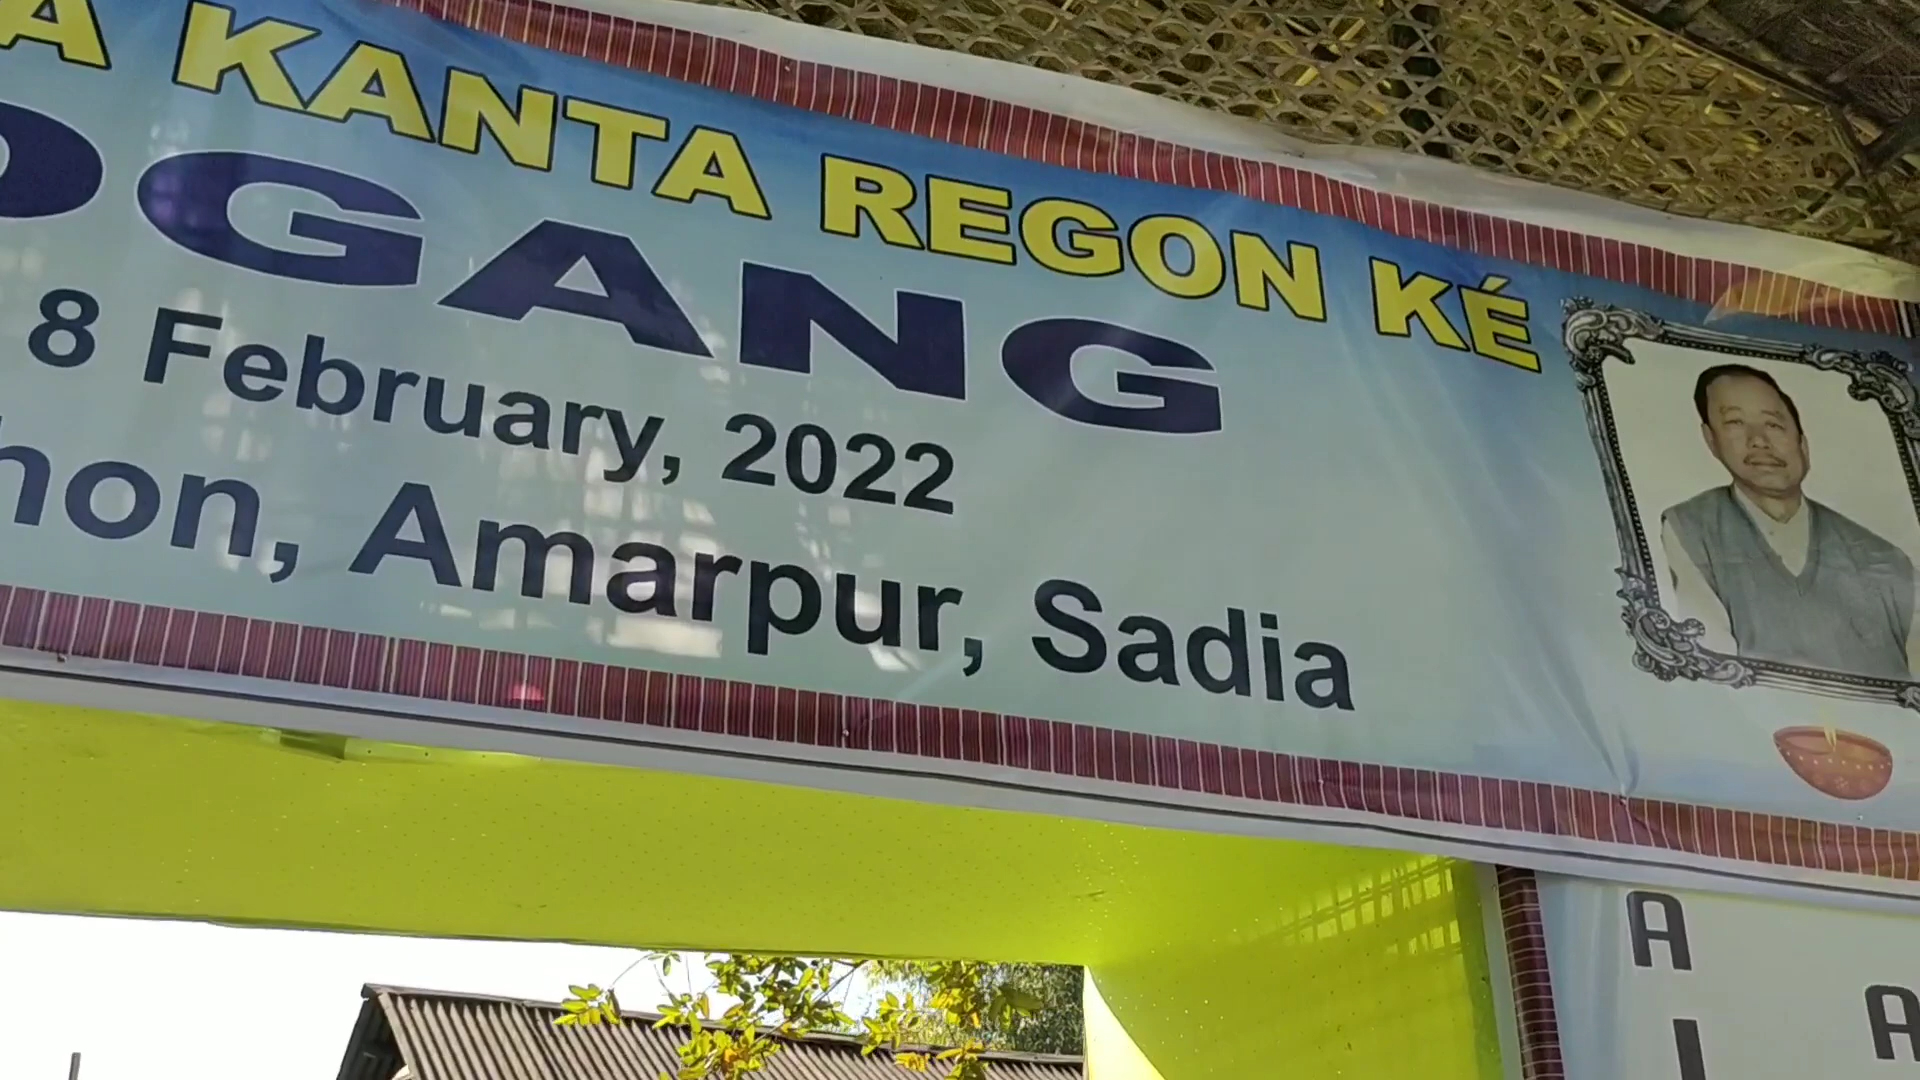 A KANTA REGON KÉ
OGANG
8 February, 2022
hon, Amarpur, Sadia
A
A